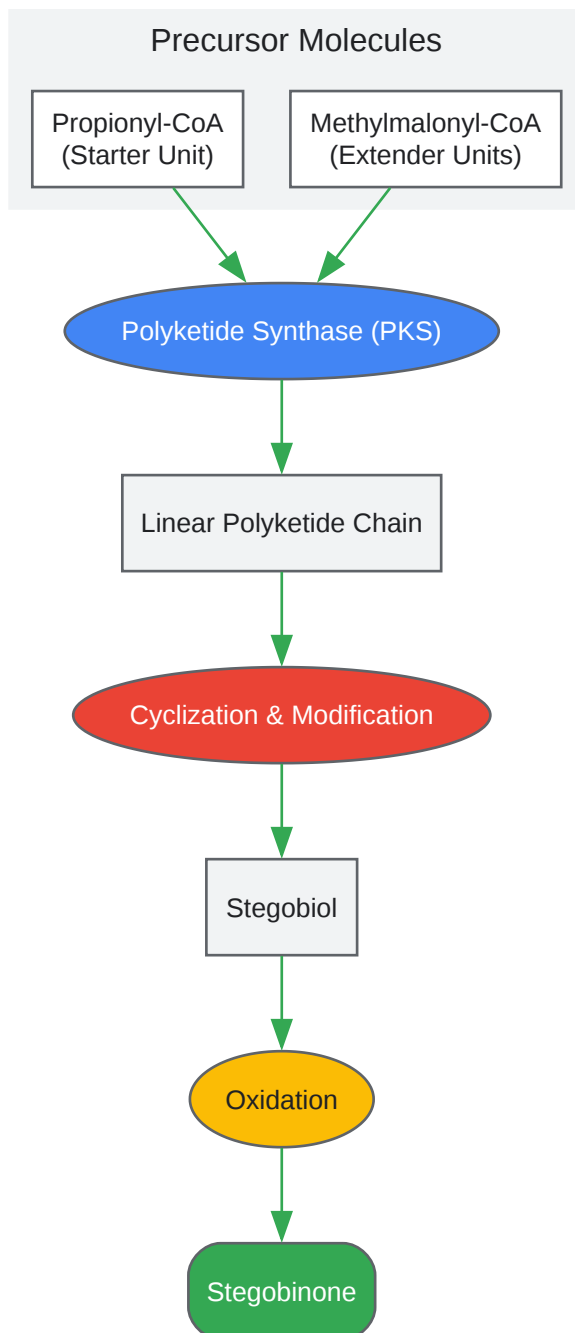 Precursor Molecules
Propionyl-CoA
(Starter Unit)
Methylmalonyl-CoA
(Extender Units)
Polyketide Synthase (PKS)
Linear Polyketide Chain
Cyclization & Modification
Stegobiol
Oxidation
Stegobinone